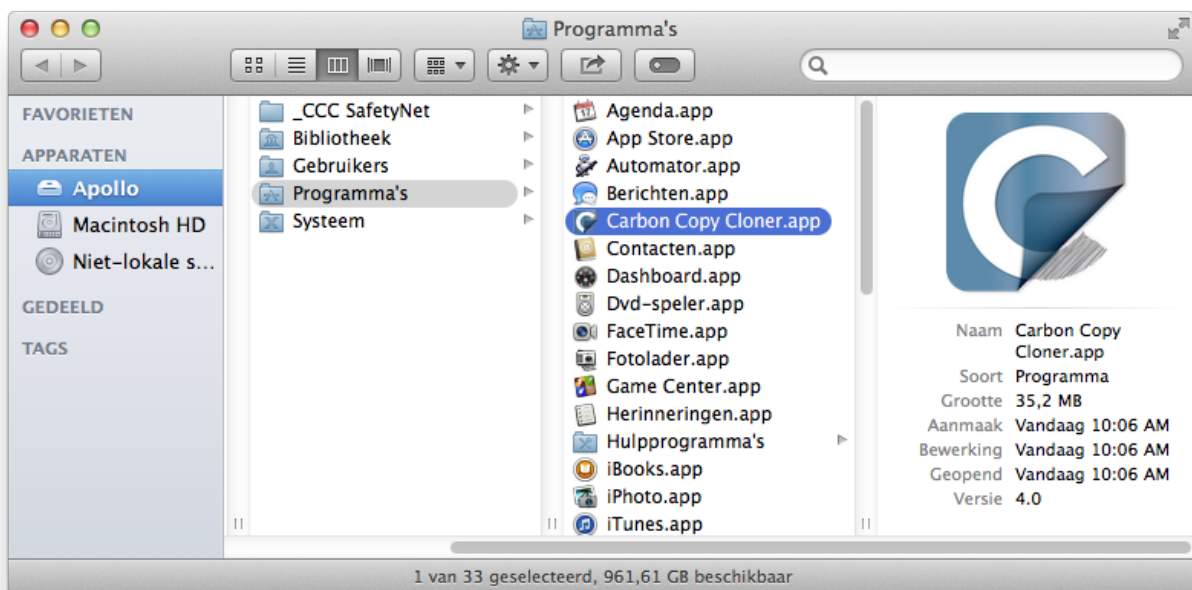 Programma's
FAVORIETEN
APPARATEN
Apollo
Macintosh HD
Niet-lokale s...
GEDEELD
TAGS
_CCC SafetyNet
Bibliotheek
Gebruikers
Programma's
Systeem
Agenda.app
App Store.app
Automator.app
Berichten.app
Carbon Copy Cloner.app
Contacten.app
Dashboard.app
Dvd-speler.app
FaceTime.app
Fotolader.app
Game Center.app
Herinneringen.app
Hulpprogramma's
iBooks.app
iPhoto.app
iTunes.app
Naam Carbon Copy
Cloner.app
Soort Programma
Grootte 35,2 MB
Aanmaak Vandaag 10:06 AM
Bewerking Vandaag 10:06 AM
Geopend Vandaag 10:06 AM
Versie 4.0
1 van 33 geselecteerd, 961,61 GB beschikbaar